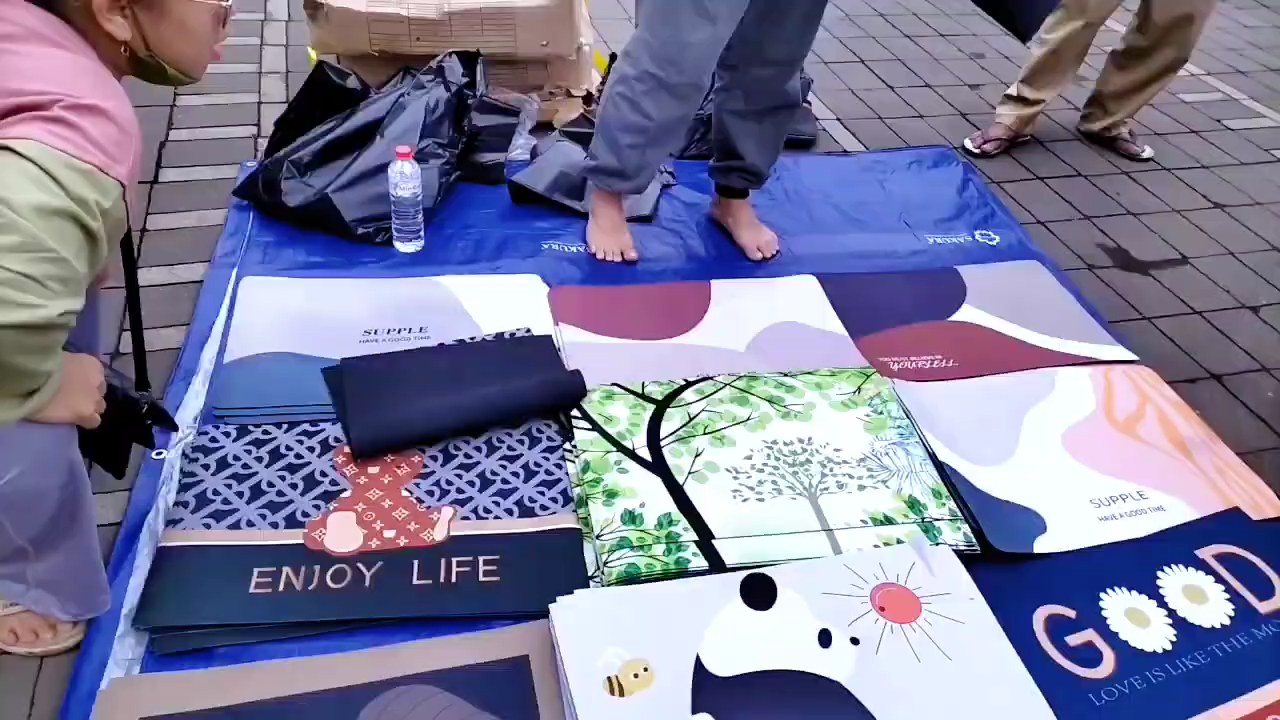 SAKURA
SAKURA
SUPPLE
HAVE A GOOD TIME
SUPPLE
HAVE A GOOD TIME
ENJOY LIFE
GOOD
LOVE IS LIKE THE MO